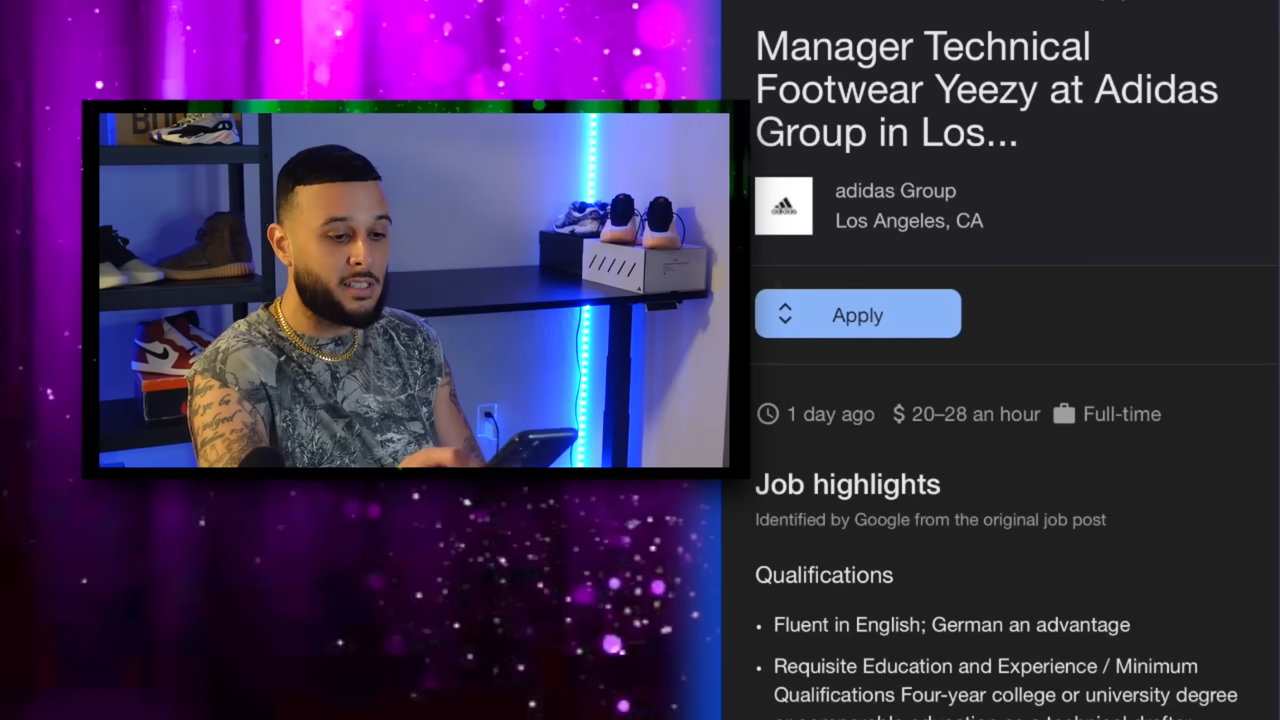 Manager Technical
Footwear Yeezy at Adidas
Group in Los...
adidas
adidas Group
Los Angeles, CA
Apply
1 day ago $ 20–28 an hour Full-time
Job highlights
Identified by Google from the original job post
Qualifications
• Fluent in English; German an advantage
• Requisite Education and Experience / Minimum
Qualifications Four-year college or university degree